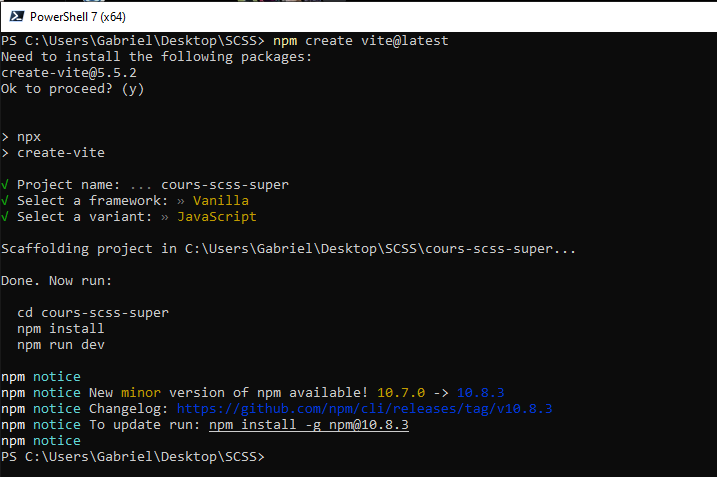 PowerShell 7 (x64)
PS C:\Users\Gabriel\Desktop\SCSS> npm create vite@latest
Need to install the following packages:
create-vite@5.5.2
Ok to proceed? (y)
> npx
> create-vite
√ Project name: ... cours-scss-super
√ Select a framework: » Vanilla
√ Select a variant: » JavaScript
Scaffolding project in C:\Users\Gabriel\Desktop\SCSS\cours-scss-super...
Done. Now run:
cd cours-scss-super
npm install
npm run dev
npm notice
npm notice New minor version of npm available! 10.7.0 -> 10.8.3
npm notice Changelog: https://github.com/npm/cli/releases/tag/v10.8.3
npm notice To update run: npm install -g npm@10.8.3
npm notice
PS C:\Users\Gabriel\Desktop\SCSS>